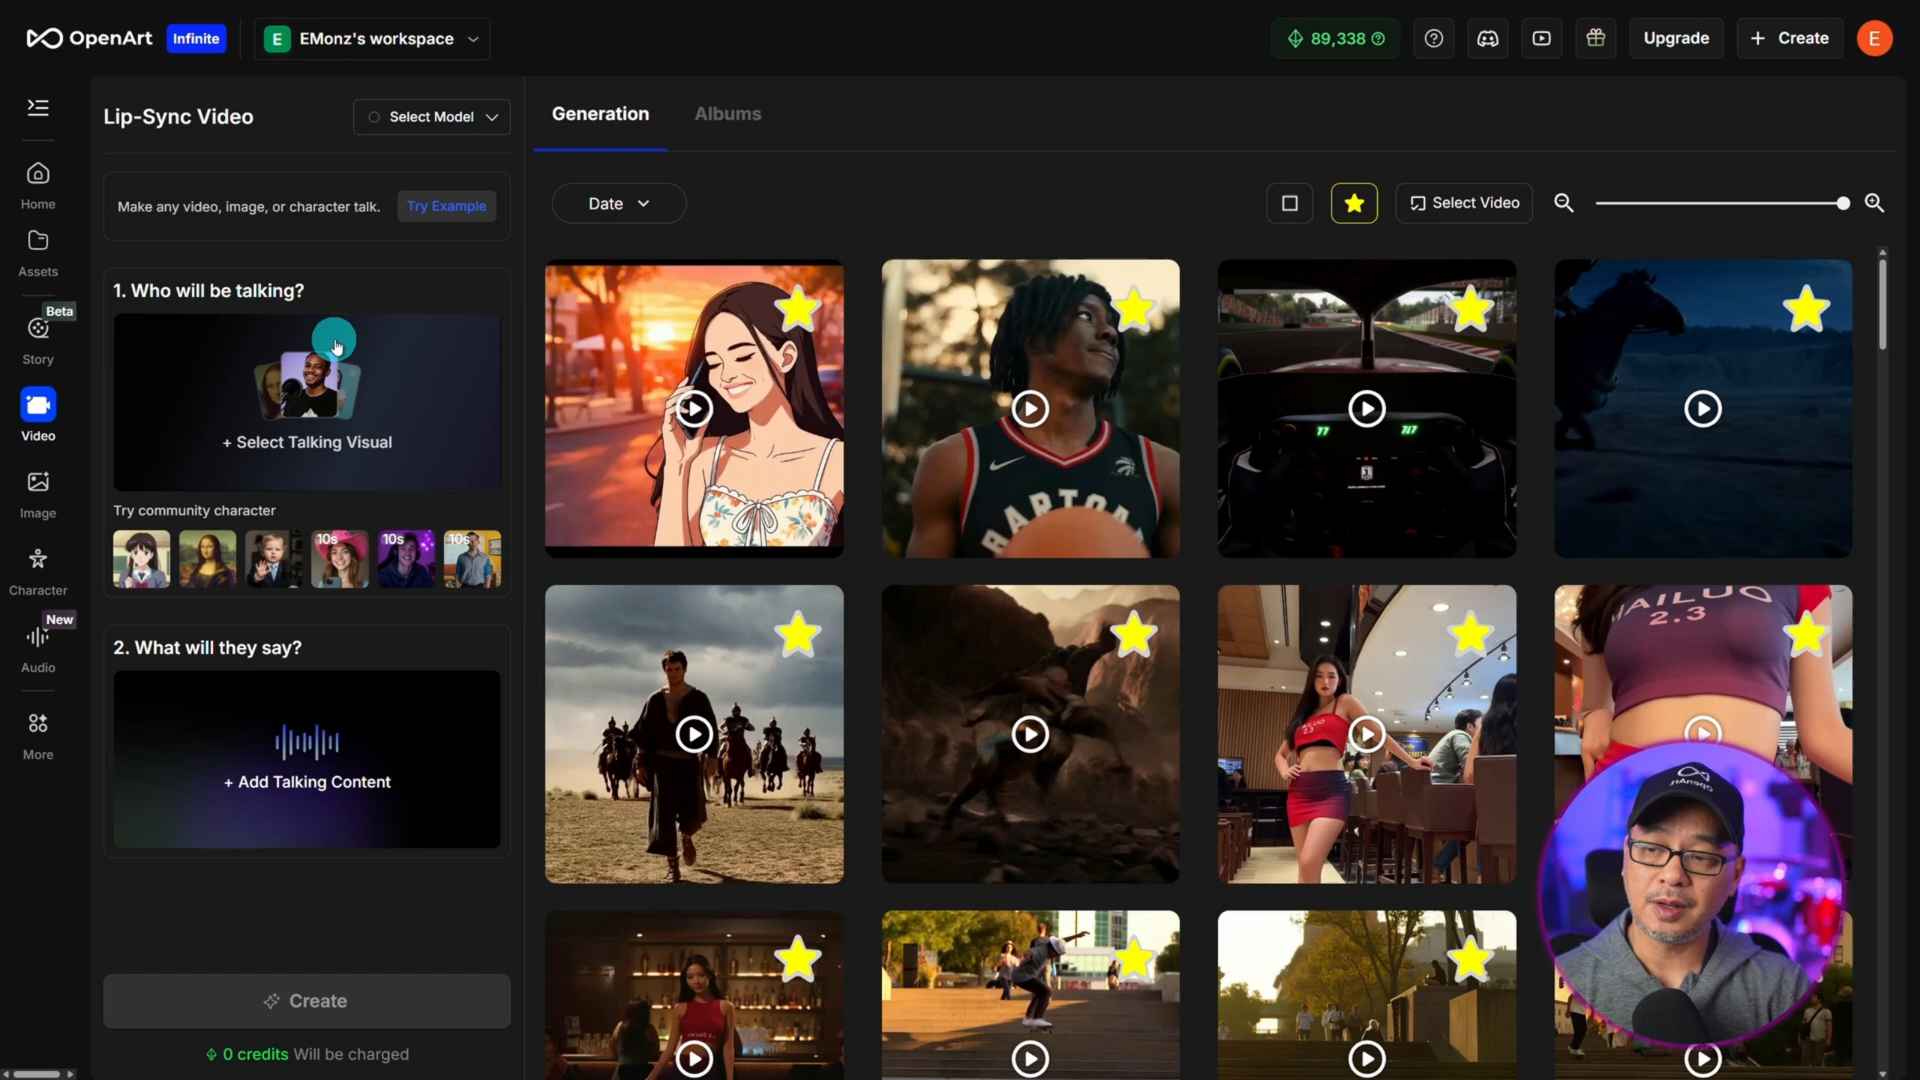 OpenArt
Infinite
E
EMonz's workspace
89,338
Upgrade
+ Create
E
Lip-Sync Video
Select Model
Generation
Albums
Home
Make any video, image, or character talk.
Try Example
Date
Select Video
Assets
1. Who will be talking?
Beta
Story
+ Select Talking Visual
Video
Try community character
Image
10s
10s
10s
Character
New
2. What will they say?
Audio
+ Add Talking Content
More
Create
0 credits Will be charged
77
717
HAILUO
2.3
OpenArt